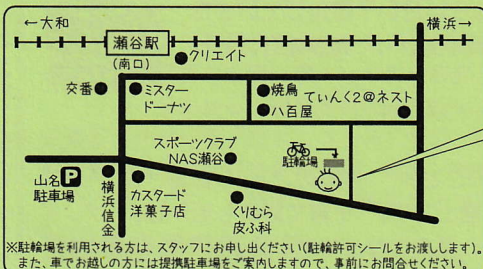 ←大和
横浜→
瀬谷駅
(南口)
クリエイト
交番
ミスター
ドーナツ
焼鳥
八百屋
てぃんく2@ネスト
スポーツクラブ
NAS瀬谷
駐輪場
山名
駐車場
P
横浜信金
カスタード
洋菓子店
くりむら
皮ふ科
※駐輪場を利用される方は、スタッフにお申し出ください(駐輪許可シールをお渡します)。
また、車でお越しの方には提携駐車場をご案内しますので、事前にお問合せください。